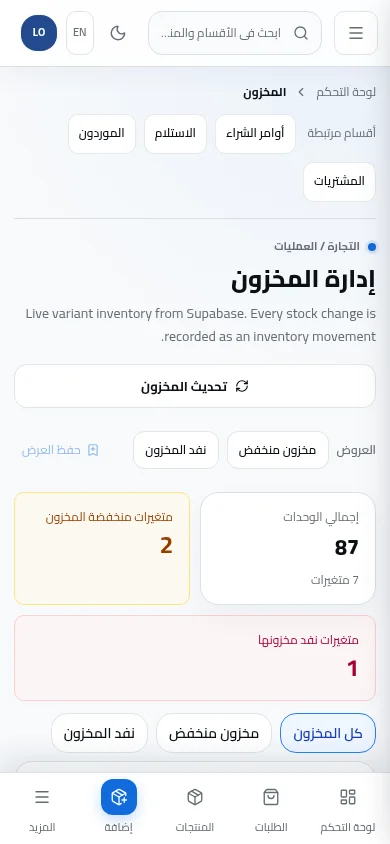 ابحث في الأقسام والمنـ...
EN
LO
لوحة التحكم
المخزون
أقسام مرتبطة
أوامر الشراء
الاستلام
الموردون
المشتريات
التجارة / العمليات
إدارة المخزون
Live variant inventory from Supabase. Every stock change is
recorded as an inventory movement.
تحديث المخزون
العروض
مخزون منخفض
نفد المخزون
حفظ العرض
إجمالي الوحدات
87
7 متغيرات
متغيرات منخفضة المخزون
2
متغيرات نفد مخزونها
1
كل المخزون
مخزون منخفض
نفد المخزون
لوحة التحكم
الطلبات
المنتجات
إضافة
المزيد